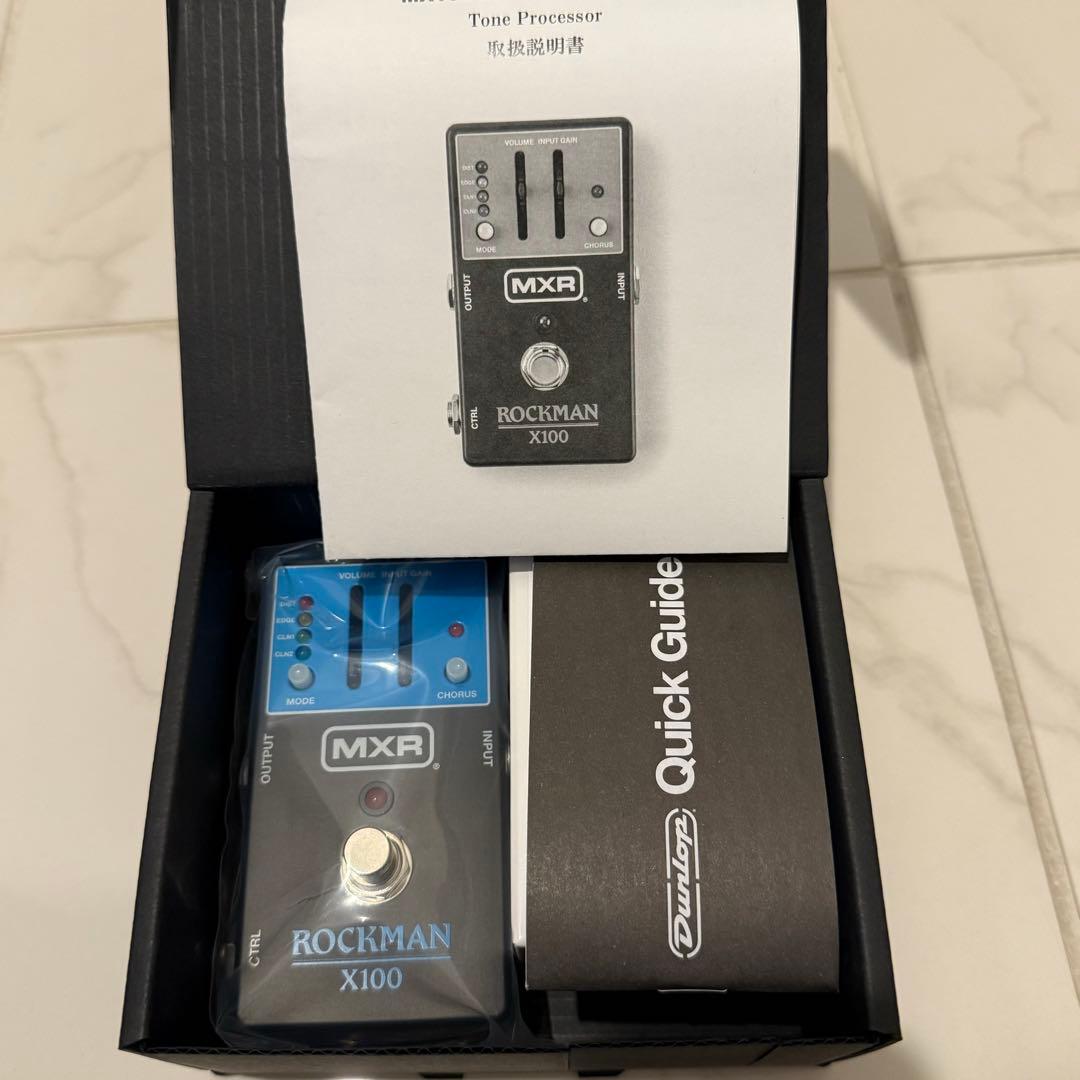 Tone Processor
取扱説明書
VOLUME INPUT GAIN
DIST
EDGE
CLN1
CLN2
MODE
CHORUS
OUTPUT
INPUT
MXR
CTRL
ROCKMAN
X100
VOLUME INPUT GAIN
DIST
EDGE
CLN1
CLN2
MODE
CHORUS
OUTPUT
INPUT
MXR
CTRL
ROCKMAN
X100
Dunlop Quick Guide